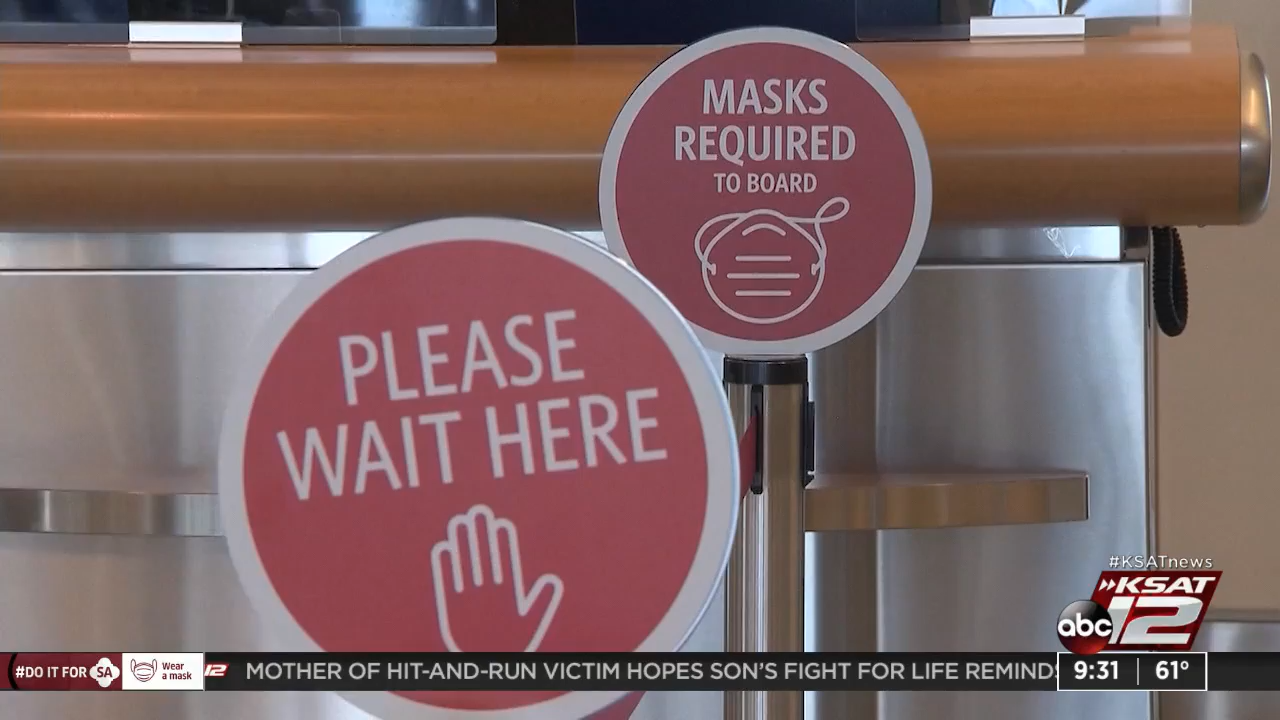 MASKS
REQUIRED
TO BOARD
PLEASE
WAIT HERE
#KSATnews
KSAT
abc 12
#DO IT FOR SA
Wear
a mask
12
MOTHER OF HIT-AND-RUN VICTIM HOPES SON'S FIGHT FOR LIFE REMIND
9:31 61°